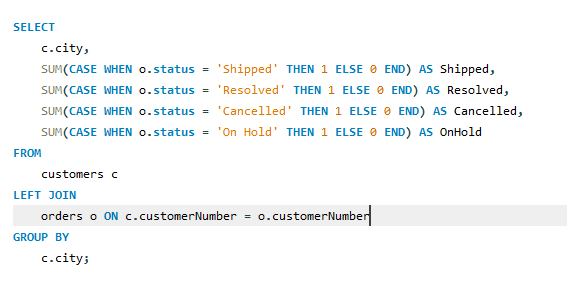 SELECT
    c.city,
    SUM(CASE WHEN o.status = 'Shipped' THEN 1 ELSE 0 END) AS Shipped,
    SUM(CASE WHEN o.status = 'Resolved' THEN 1 ELSE 0 END) AS Resolved,
    SUM(CASE WHEN o.status = 'Cancelled' THEN 1 ELSE 0 END) AS Cancelled,
    SUM(CASE WHEN o.status = 'On Hold' THEN 1 ELSE 0 END) AS OnHold
FROM
    customers c
LEFT JOIN
    orders o ON c.customerNumber = o.customerNumber
GROUP BY
    c.city;